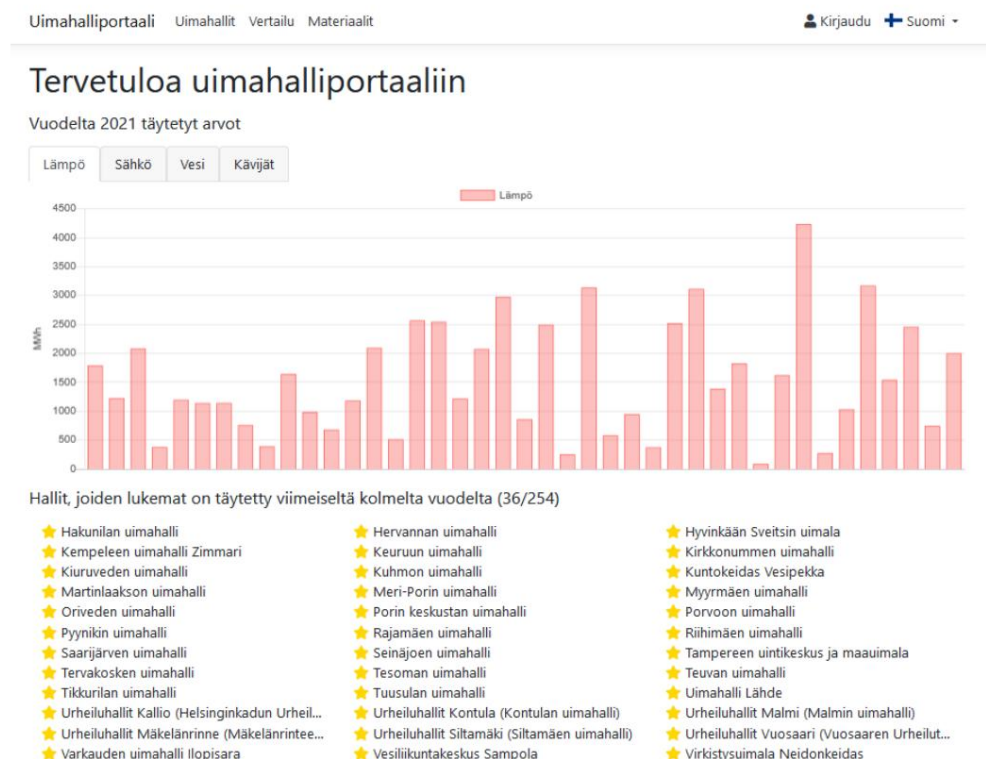 Uimahalliportaali Uimahallit Vertailu Materiaalit Kirjaudu Suomi
Tervetuloa uimahalliportaaliin
Vuodelta 2021 täytetyt arvot
Lämpö Sähkö Vesi Kävijät
Lämpö
4500
4000
3500
3000
2500
2000
1500
1000
500
0
MWh
Hallit, joiden lukemat on täytetty viimeiseltä kolmelta vuodelta (36/254)
Hakunilan uimahalli Hervannan uimahalli Hyvinkään Sveitsin uimala
Kempeleen uimahalli Zimmari Keuruun uimahalli Kirkkonummen uimahalli
Kiuruveden uimahalli Kuhmon uimahalli Kuntokeidas Vesipekka
Martinlaakson uimahalli Meri-Porin uimahalli Myyrmäen uimahalli
Oriveden uimahalli Porin keskustan uimahalli Porvoon uimahalli
Pyynikin uimahalli Rajamäen uimahalli Riihimäen uimahalli
Saarijärven uimahalli Seinäjoen uimahalli Tampereen uintikeskus ja maauimala
Tervakosken uimahalli Tesoman uimahalli Teuvan uimahalli
Tikkurilan uimahalli Tuusulan uimahalli Uimahalli Lähde
Urheiluhallit Kallio (Helsinginkadun Urheil... Urheiluhallit Kontula (Kontulan uimahalli) Urheiluhallit Malmi (Malmin uimahalli)
Urheiluhallit Mäkelänrinne (Mäkelänrintee... Urheiluhallit Siltamäki (Siltamäen uimahalli) Urheiluhallit Vuosaari (Vuosaaren Urheilut...
Varkauden uimahalli Ilopisara Vesiliikuntakeskus Sampola Virkistysuimala Neidonkeidas